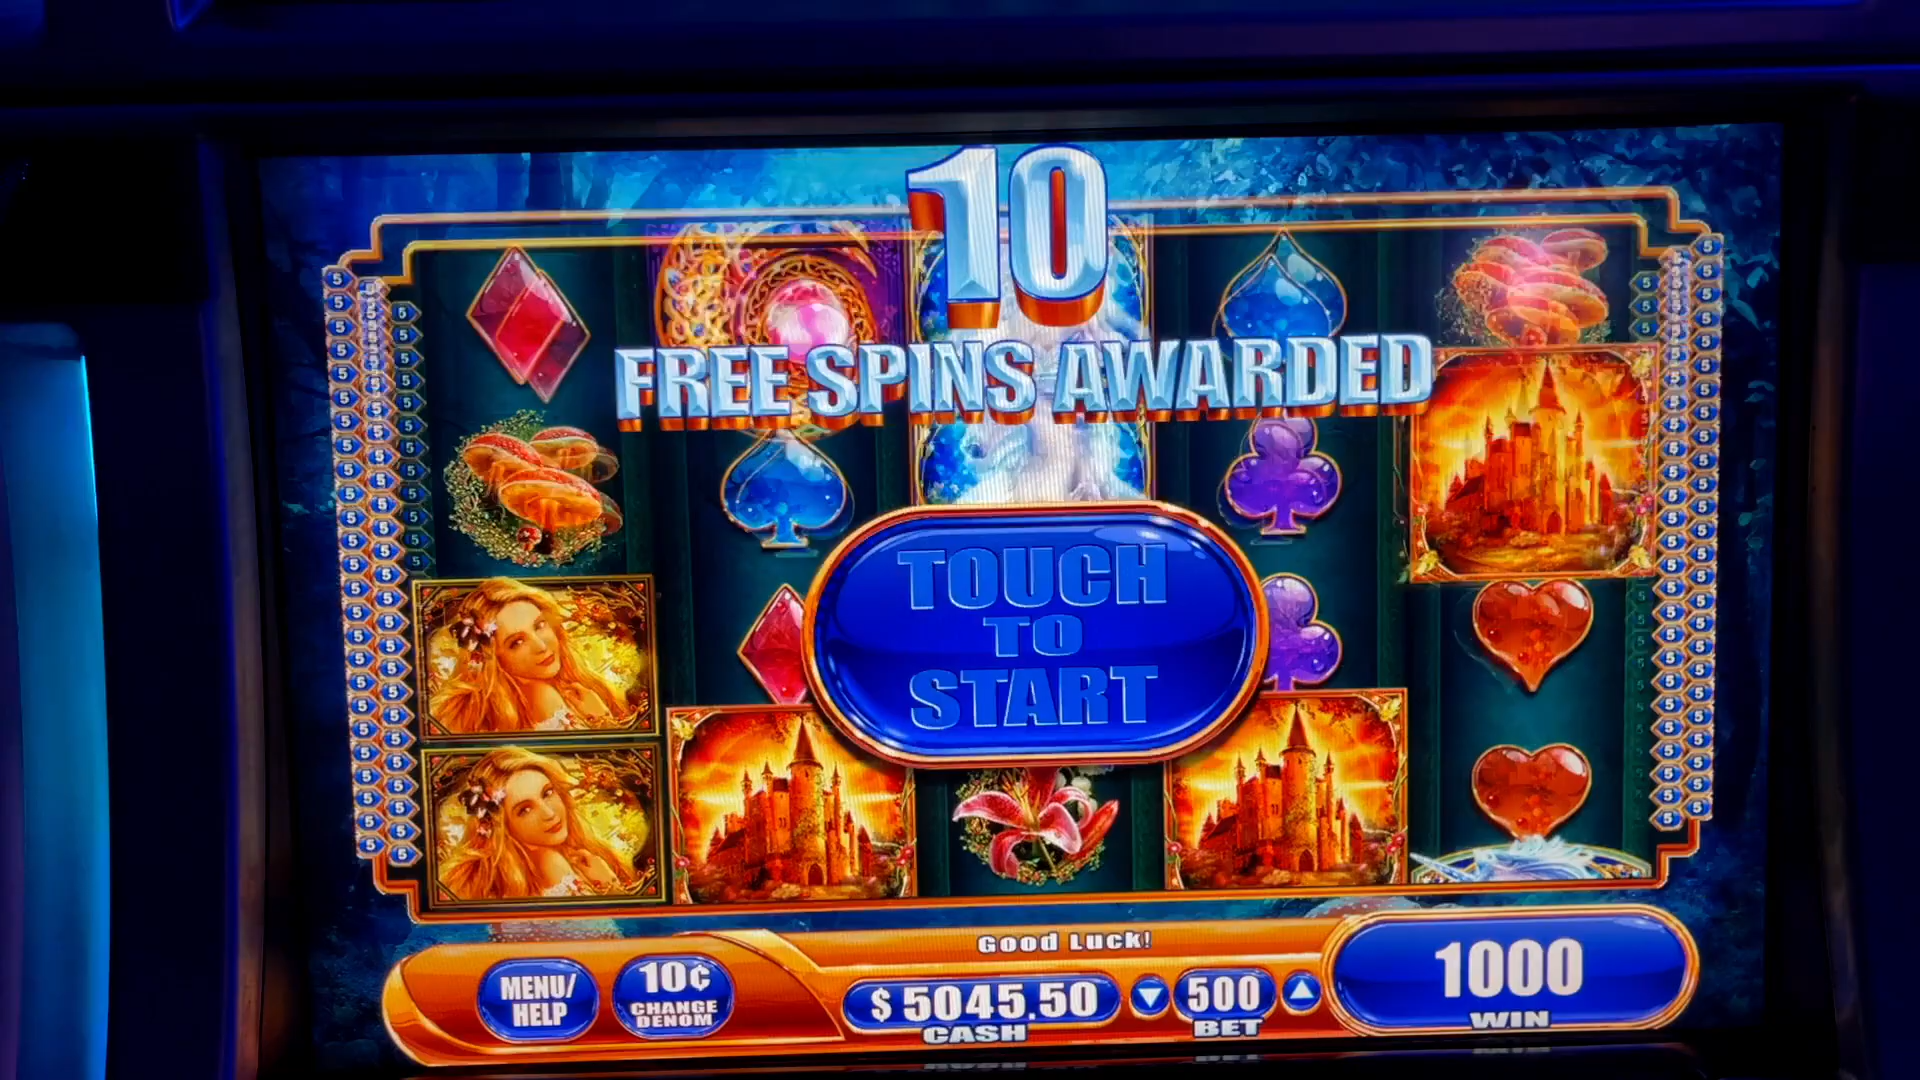 10
FREE SPINS AWARDED
TOUCH
TO
START
GOOD LUCK!
MENU/
HELP
10¢
CHANGE
DENOM
$5045.50
CASH
500
BET
1000
WIN